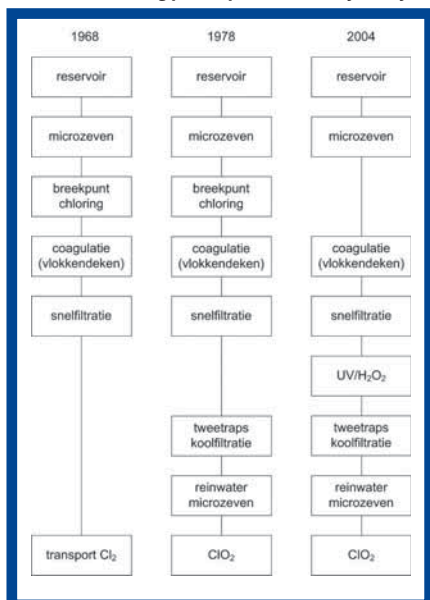 1968
reservoir
microzeven
breekpunt
chloring
coagulatie
(vlokkendeken)
snelfiltratie
transport Cl₂
1978
reservoir
microzeven
breekpunt
chloring
coagulatie
(vlokkendeken)
snelfiltratie
tweetraps
koolfiltratie
reinwater
microzeven
ClO₂
2004
reservoir
microzeven
coagulatie
(vlokkendeken)
snelfiltratie
UV/H₂O₂
tweetraps
koolfiltratie
reinwater
microzeven
ClO₂